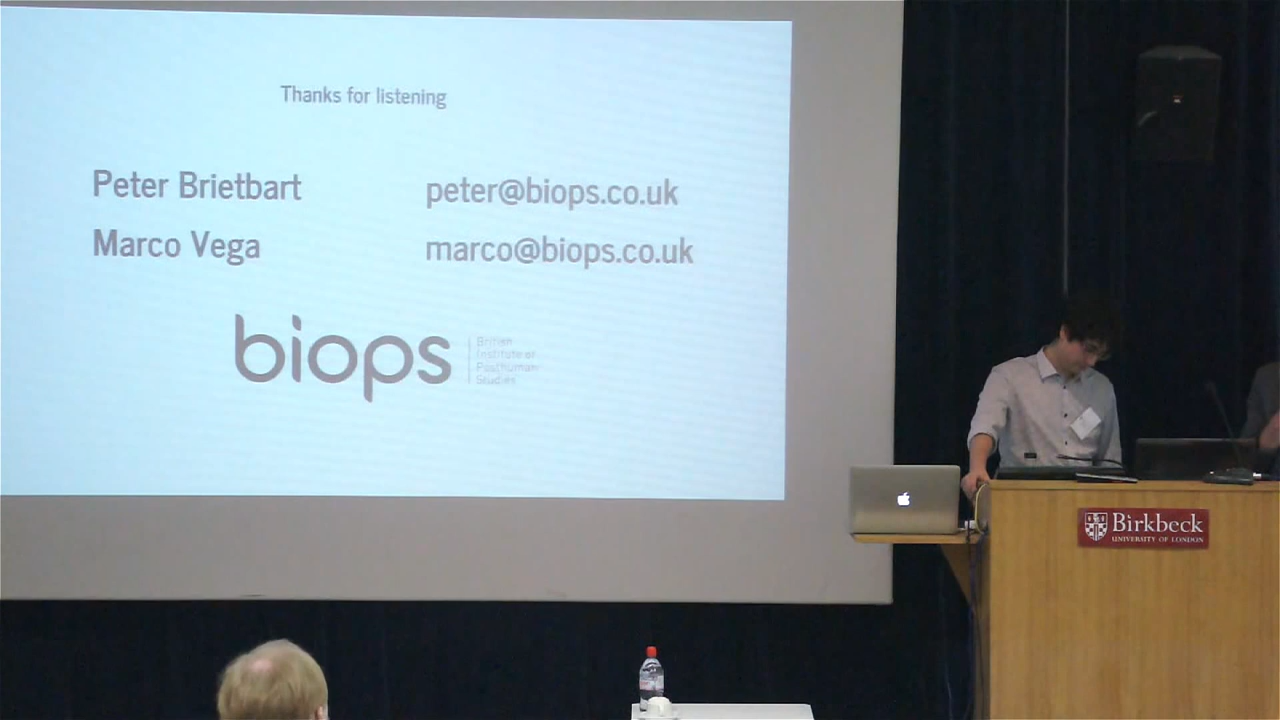 Thanks for listening
Peter Brietbart peter@biops.co.uk
Marco Vega marco@biops.co.uk
biops
British
Institute of
Posthuman
Studies
Birkbeck
UNIVERSITY OF LONDON